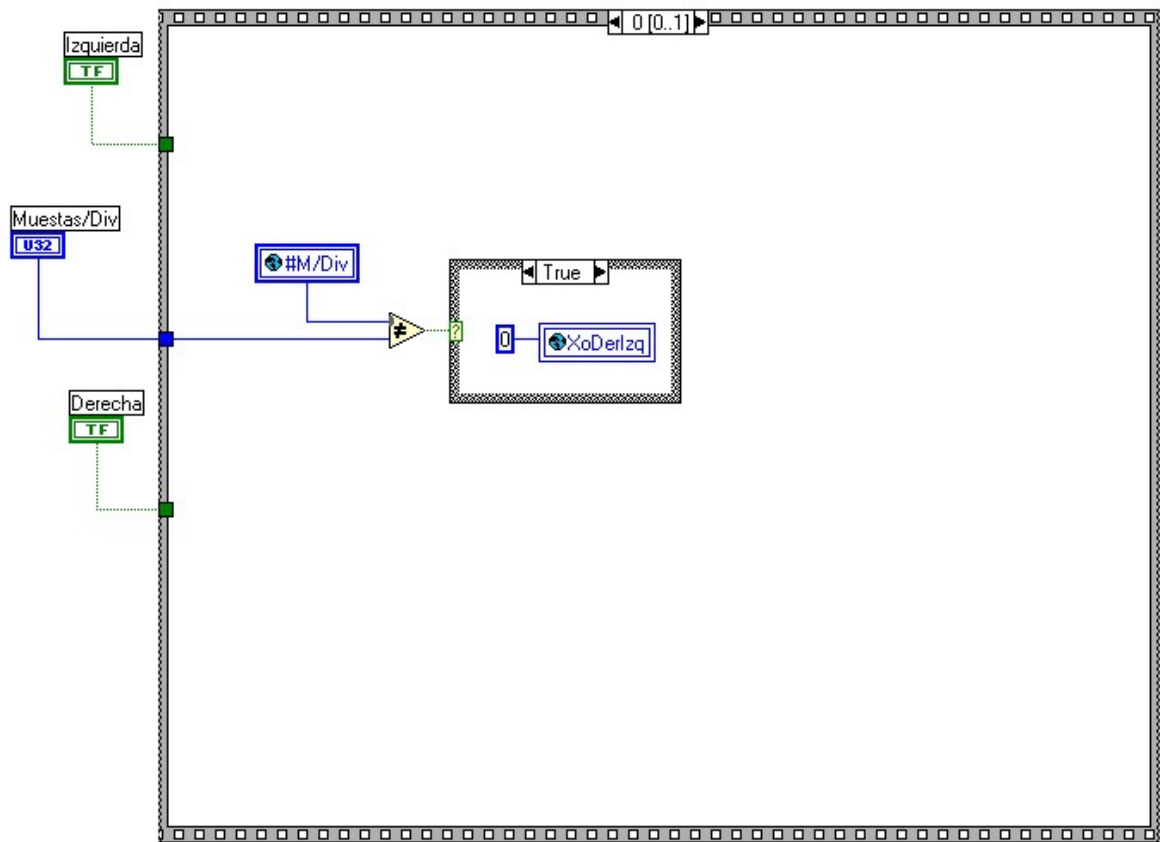 0 [0..1]
Izquierda
TF
Muestas/Div
U32
#M/Div
True
≠
?
0
XoDerIzq
Derecha
TF